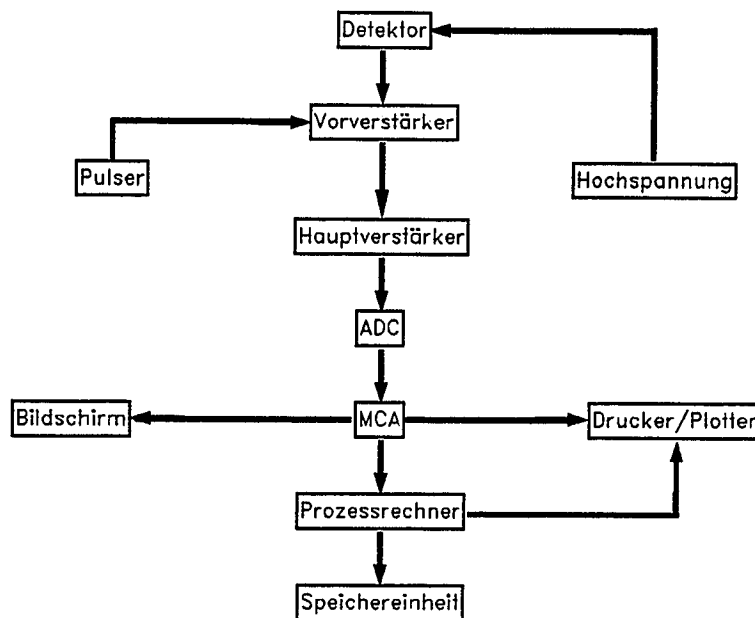 Detektor
Vorverstärker
Pulser
Hochspannung
Hauptverstärker
ADC
Bildschirm
MCA
Drucker/Plotter
Prozessrechner
Speichereinheit